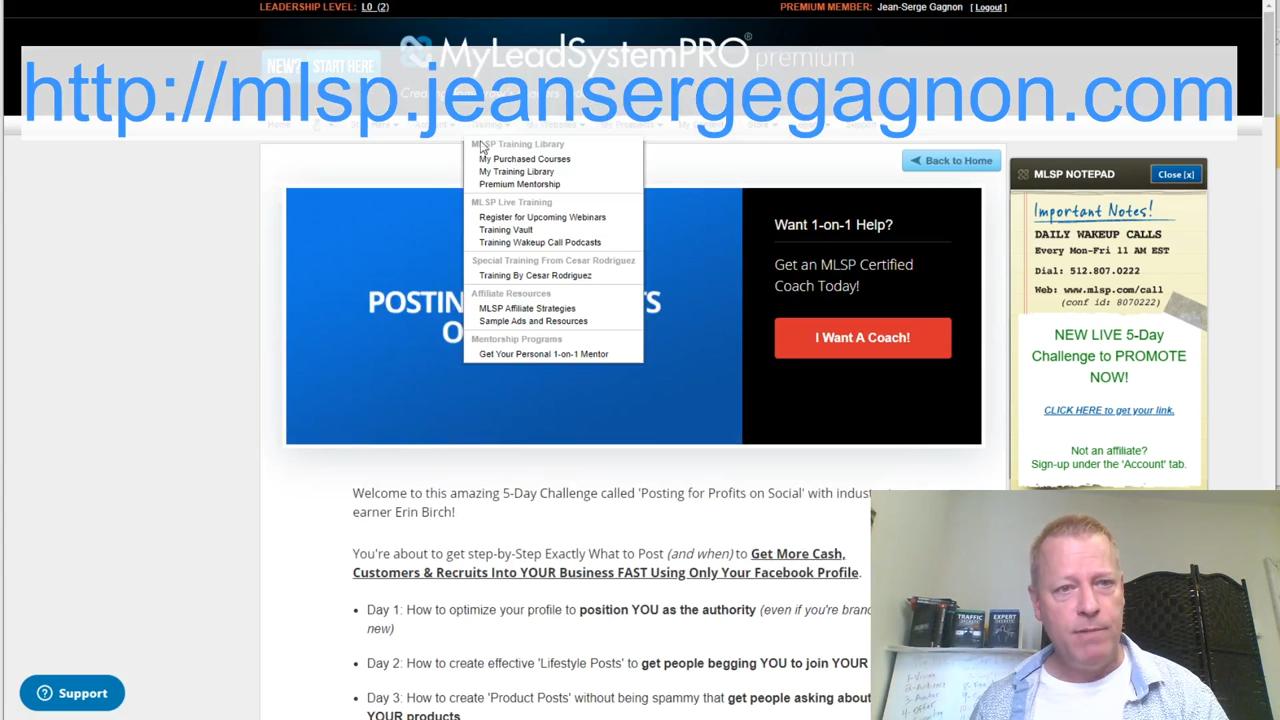 LEADERSHIP LEVEL: L0 (2)
PREMIUM MEMBER: Jean-Serge Gagnon [ Logout ]
MyLeadSystemPRO® premium
NEW? START HERE
http://mlsp.jeansergegagnon.com
MLSP Training Library
My Purchased Courses
My Training Library
Premium Mentorship
MLSP Live Training
Register for Upcoming Webinars
Training Vault
Training Wakeup Call Podcasts
Special Training From Cesar Rodriguez
Training By Cesar Rodriguez
Affiliate Resources
MLSP Affiliate Strategies
Sample Ads and Resources
Mentorship Programs
Get Your Personal 1-on-1 Mentor
Back to Home
POSTING
Want 1-on-1 Help?
Get an MLSP Certified
Coach Today!
I Want A Coach!
MLSP NOTEPAD
Close [x]
Important Notes!
DAILY WAKEUP CALLS
Every Mon-Fri 11 AM EST
Dial: 512.807.0222
Web: www.mlsp.com/call
(conf id: 8070222)
NEW LIVE 5-Day
Challenge to PROMOTE
NOW!
CLICK HERE to get your link.
Not an affiliate?
Sign-up under the 'Account' tab.
Welcome to this amazing 5-Day Challenge called 'Posting for Profits on Social' with
earner Erin Birch!
You're about to get step-by-Step Exactly What to Post (and when) to Get More Cash,
Customers & Recruits Into YOUR Business FAST Using Only Your Facebook Profile.
Day 1: How to optimize your profile to position YOU as the authority (even if you're
new)
Day 2: How to create effective 'Lifestyle Posts' to get people begging YOU to join YOUR
Day 3: How to create 'Product Posts' without being spammy that get people asking about
YOUR products
TRAFFIC
SECRETS
EXPERT
SECRETS
Support